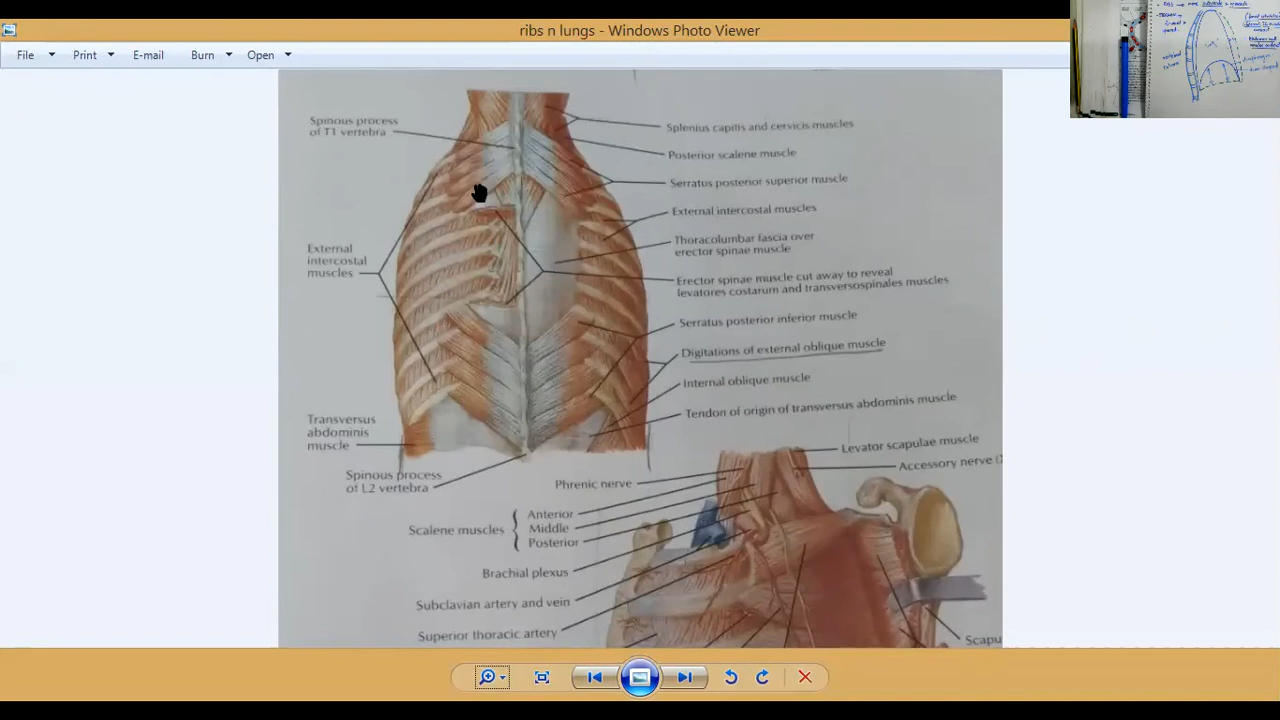 ribs n lungs - Windows Photo Viewer
File Print E-mail Burn Open
Spinous process
of T1 vertebra
External
intercostal
muscles
Transversus
abdominis
muscle
Spinous process
of L2 vertebra
Splenius capitis and cervicis muscles
Posterior scalene muscle
Serratus posterior superior muscle
External intercostal muscles
Thoracolumbar fascia over
erector spinae muscle
Erector spinae muscle cut away to reveal
levatores costarum and transversospinales muscles
Serratus posterior inferior muscle
Digitations of external oblique muscle
Internal oblique muscle
Tendon of origin of transversus abdominis muscle
Levator scapulae muscle
Accessory nerve (
Phrenic nerve
Scalene muscles
Anterior
Middle
Posterior
Brachial plexus
Subclavian artery and vein
Superior thoracic artery
Scapu